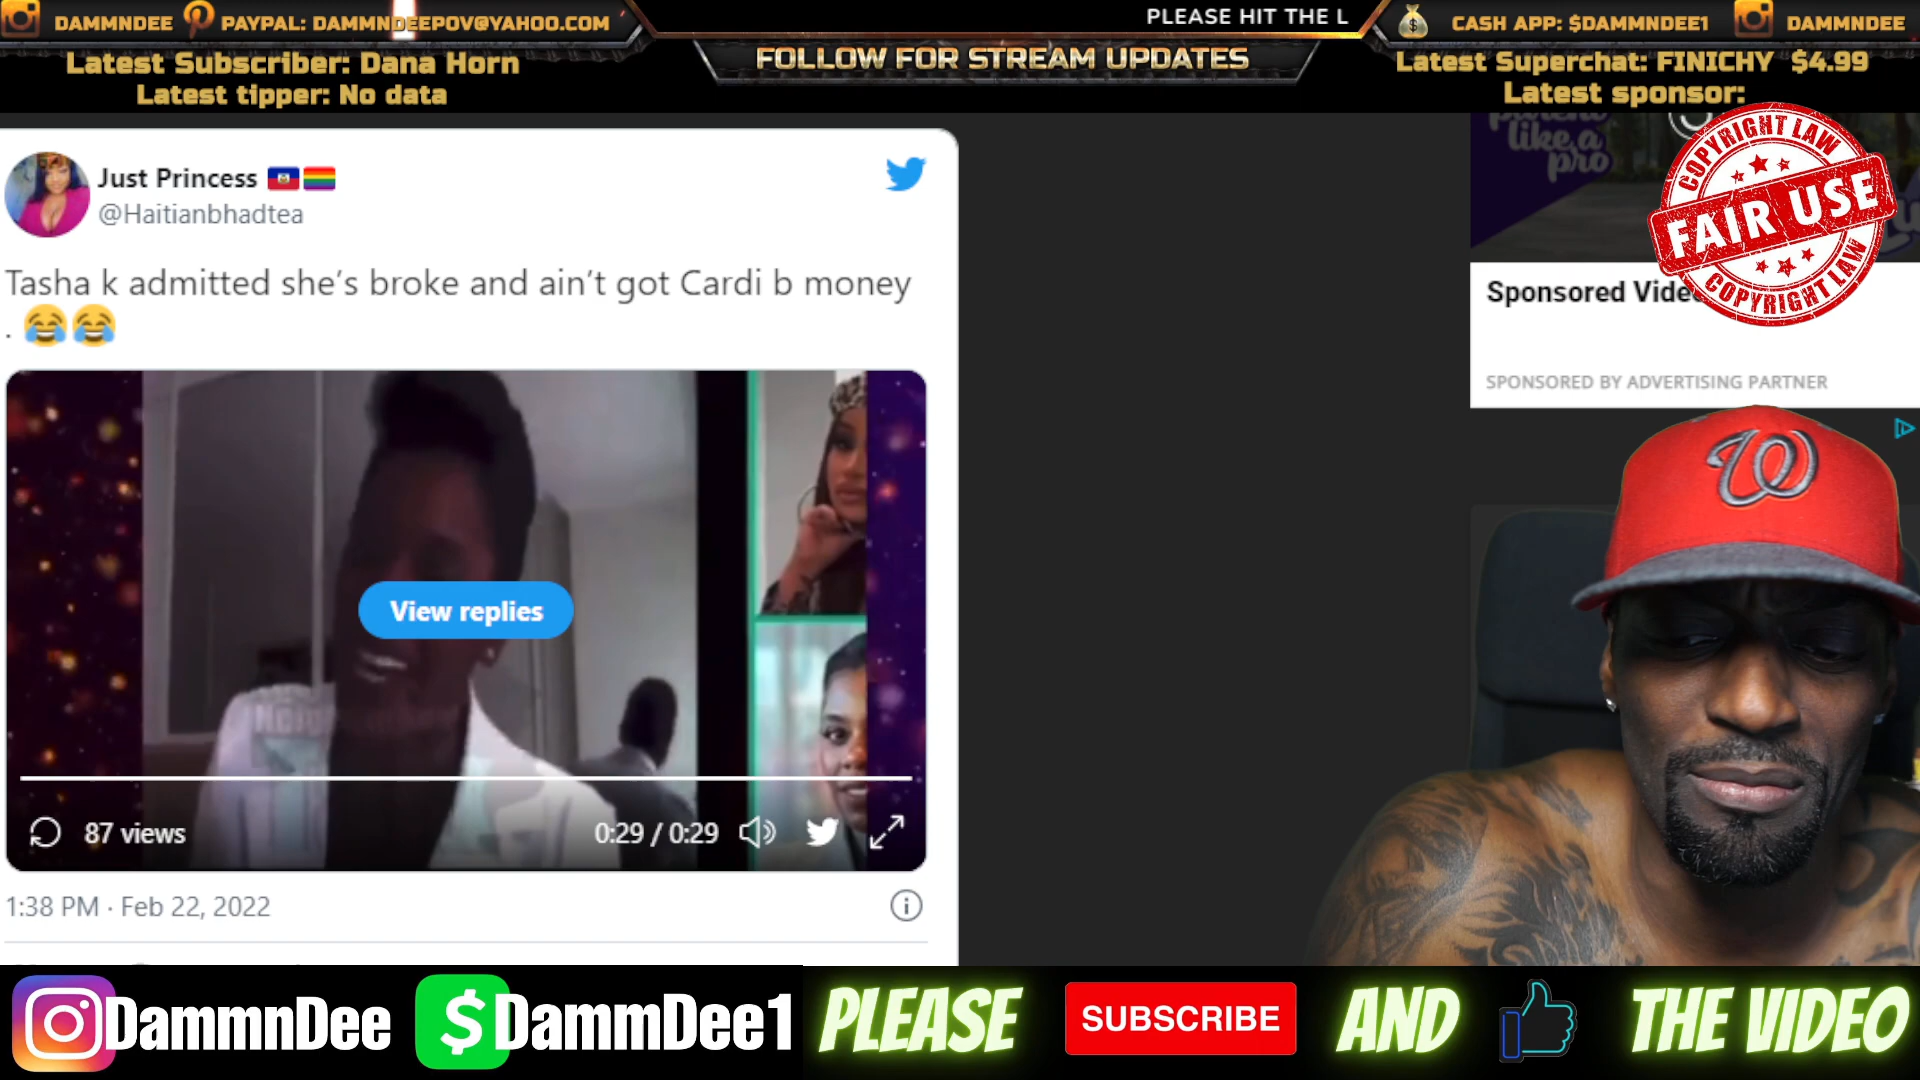 DAMMNDEE
PAYPAL: DAMMNDEEPOV@YAHOO.COM
PLEASE HIT THE L
CASH APP: $DAMMNDEE1
DAMMNDEE
Latest Subscriber: Dana Horn
Latest tipper: No data
FOLLOW FOR STREAM UPDATES
Latest Superchat: FINICHY $4.99
Latest sponsor:
Just Princess
@Haitianbhadtea
Tasha k admitted she's broke and ain't got Cardi b money
. 😂😂
View replies
87 views
0:29 / 0:29
1:38 PM · Feb 22, 2022
like a
pro
COPYRIGHT LAW
FAIR USE
COPYRIGHT LAW
Sponsored Vide
SPONSORED BY ADVERTISING PARTNER
W
DammnDee
$
DammDee1
PLEASE
SUBSCRIBE
AND
THE VIDEO